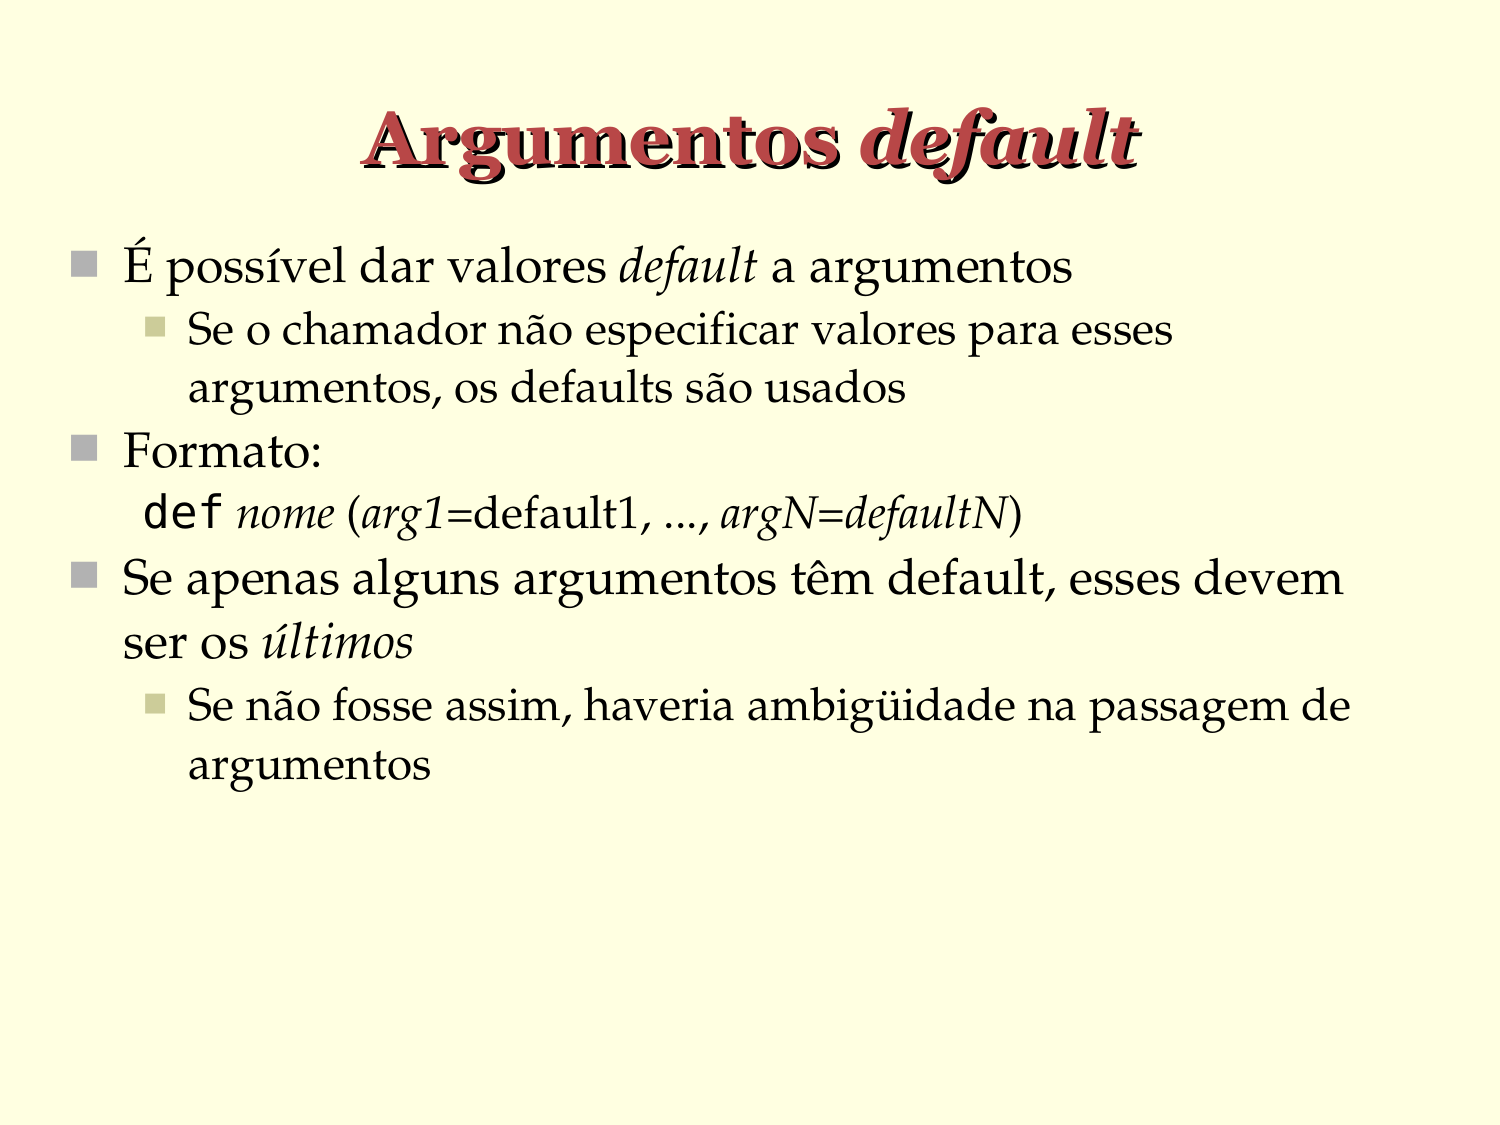 Argumentos default
É possível dar valores default a argumentos
Se o chamador não especificar valores para esses
argumentos, os defaults são usados
Formato:
def nome (arg1=default1, ..., argN=defaultN)
Se apenas alguns argumentos têm default, esses devem
ser os últimos
Se não fosse assim, haveria ambigüidade na passagem de
argumentos